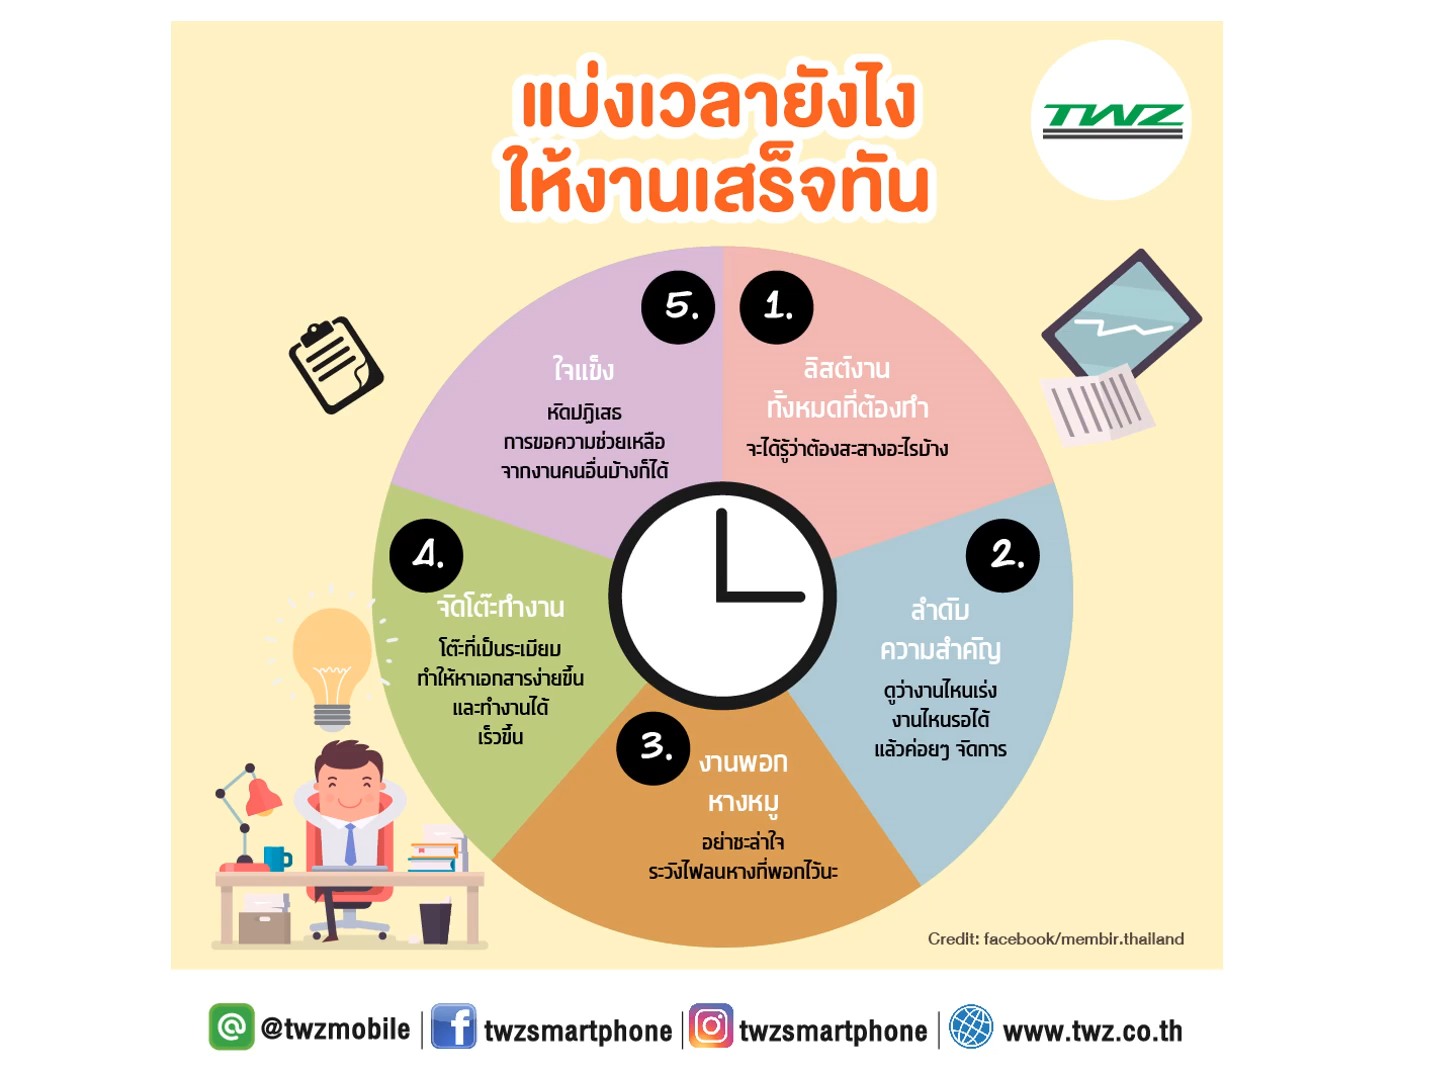 แบ่งเวลายังไง
ให้งานเสร็จทัน
TWZ
1.
ลิสต์งาน
ทั้งหมดที่ต้องทำ
จะได้รู้ว่าต้องสะสางอะไรบ้าง
2.
ลำดับ
ความสำคัญ
ดูว่างานไหนเร่ง
งานไหนรอได้
แล้วค่อยๆ จัดการ
3.
งานพอก
หางหมู
อย่าชะล่าใจ
ระวังไฟลนหางที่พอกไว้นะ
4.
จัดโต๊ะทำงาน
โต๊ะที่เป็นระเบียบ
ทำให้หาเอกสารง่ายขึ้น
และทำงานได้
เร็วขึ้น
5.
ใจแข็ง
หัดปฏิเสธ
การขอความช่วยเหลือ
จากงานคนอื่นบ้างก็ได้
Credit: facebook/membir.thailand
@twzmobile | twzsmartphone | twzsmartphone | www.twz.co.th